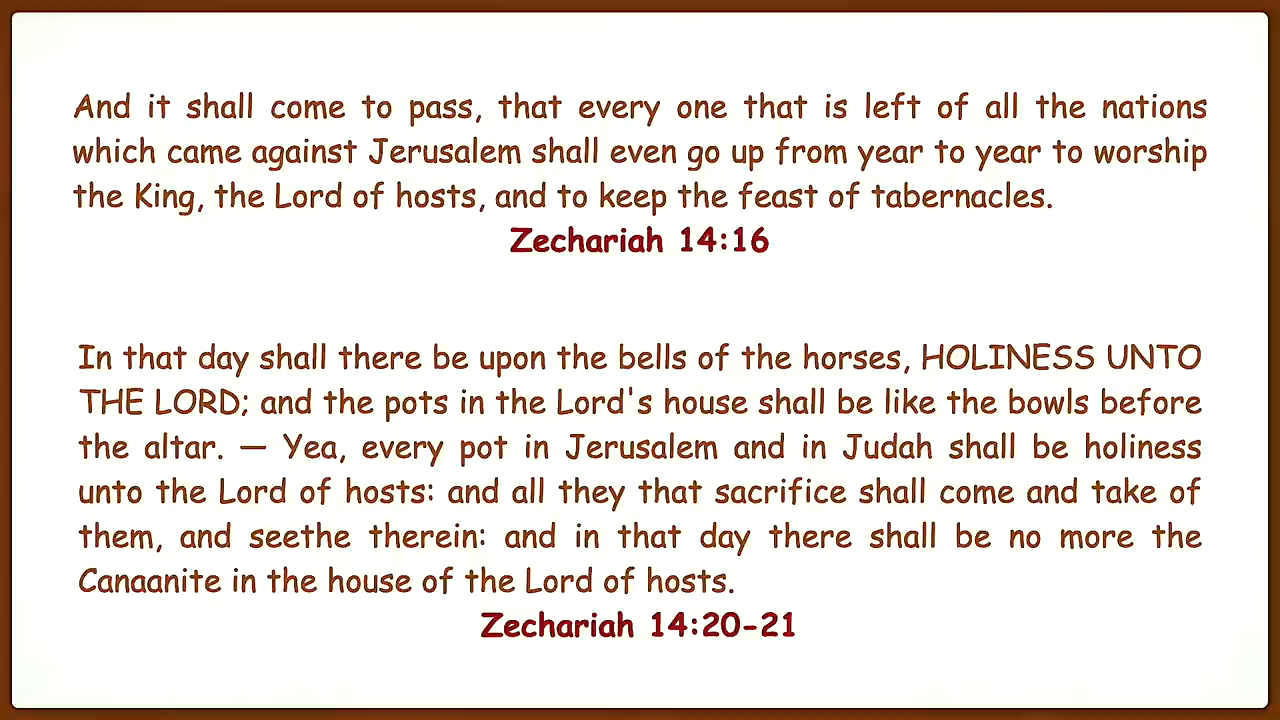 And it shall come to pass, that every one that is left of all the nations
which came against Jerusalem shall even go up from year to year to worship
the King, the Lord of hosts, and to keep the feast of tabernacles.
Zechariah 14:16
In that day shall there be upon the bells of the horses, HOLINESS UNTO
THE LORD; and the pots in the Lord's house shall be like the bowls before
the altar. — Yea, every pot in Jerusalem and in Judah shall be holiness
unto the Lord of hosts: and all they that sacrifice shall come and take of
them, and seethe therein: and in that day there shall be no more the
Canaanite in the house of the Lord of hosts.
Zechariah 14:20-21